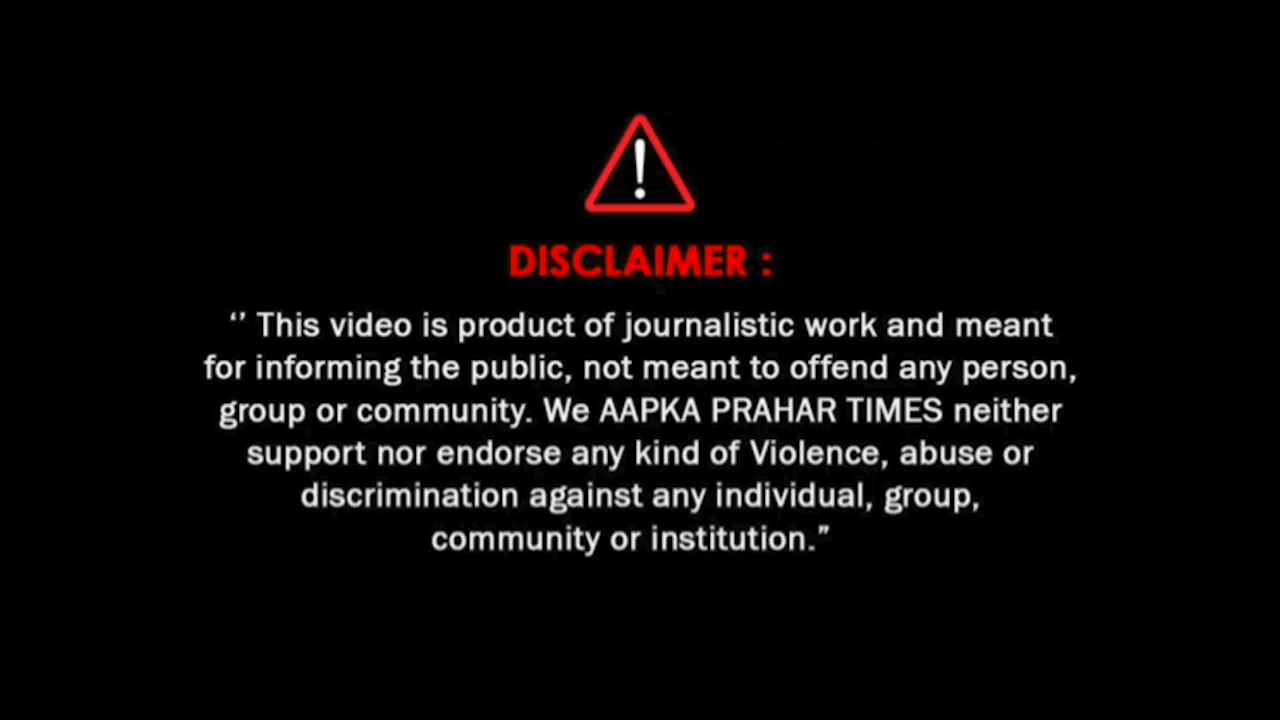 DISCLAIMER :
‘’ This video is product of journalistic work and meant
for informing the public, not meant to offend any person,
group or community. We AAPKA PRAHAR TIMES neither
support nor endorse any kind of Violence, abuse or
discrimination against any individual, group,
community or institution.”